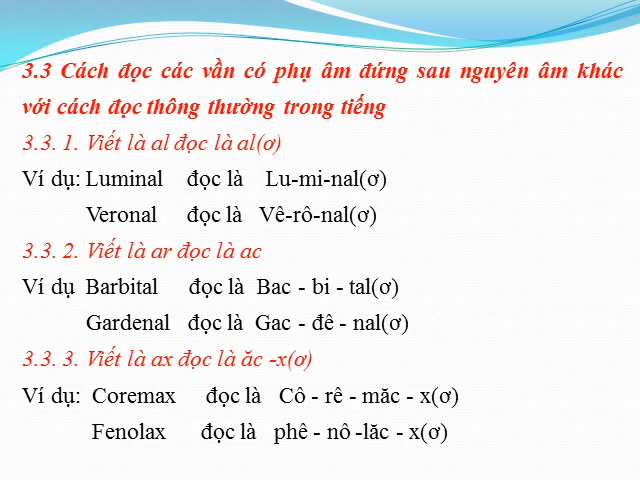 3.3 Cách đọc các vần có phụ âm đứng sau nguyên âm khác
với cách đọc thông thường trong tiếng
3.3. 1. Viết là al đọc là al(ơ)
Ví dụ: Luminal đọc là Lu-mi-nal(ơ)
Veronal đọc là Vê-rô-nal(ơ)
3.3. 2. Viết là ar đọc là ac
Ví dụ Barbital đọc là Bac - bi - tal(ơ)
Gardenal đọc là Gac - đê - nal(ơ)
3.3. 3. Viết là ax đọc là ăc -x(ơ)
Ví dụ: Coremax đọc là Cô - rê - măc - x(ơ)
Fenolax đọc là phê - nô -lăc - x(ơ)